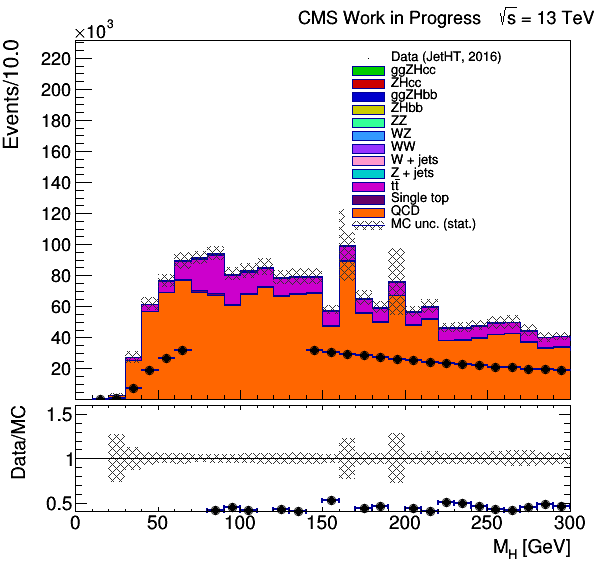 CMS Work in Progress √s = 13 TeV
×10³
Events/10.0
220
200
180
160
140
120
100
80
60
40
20
Data (JetHT, 2016)
ggZHcc
ZHcc
ggZHbb
ZHbb
ZZ
WZ
WW
W + jets
Z + jets
tt̄
Single top
QCD
MC unc. (stat.)
Data/MC
1.5
1
0.5
0 50 100 150 200 250 300
M_H [GeV]